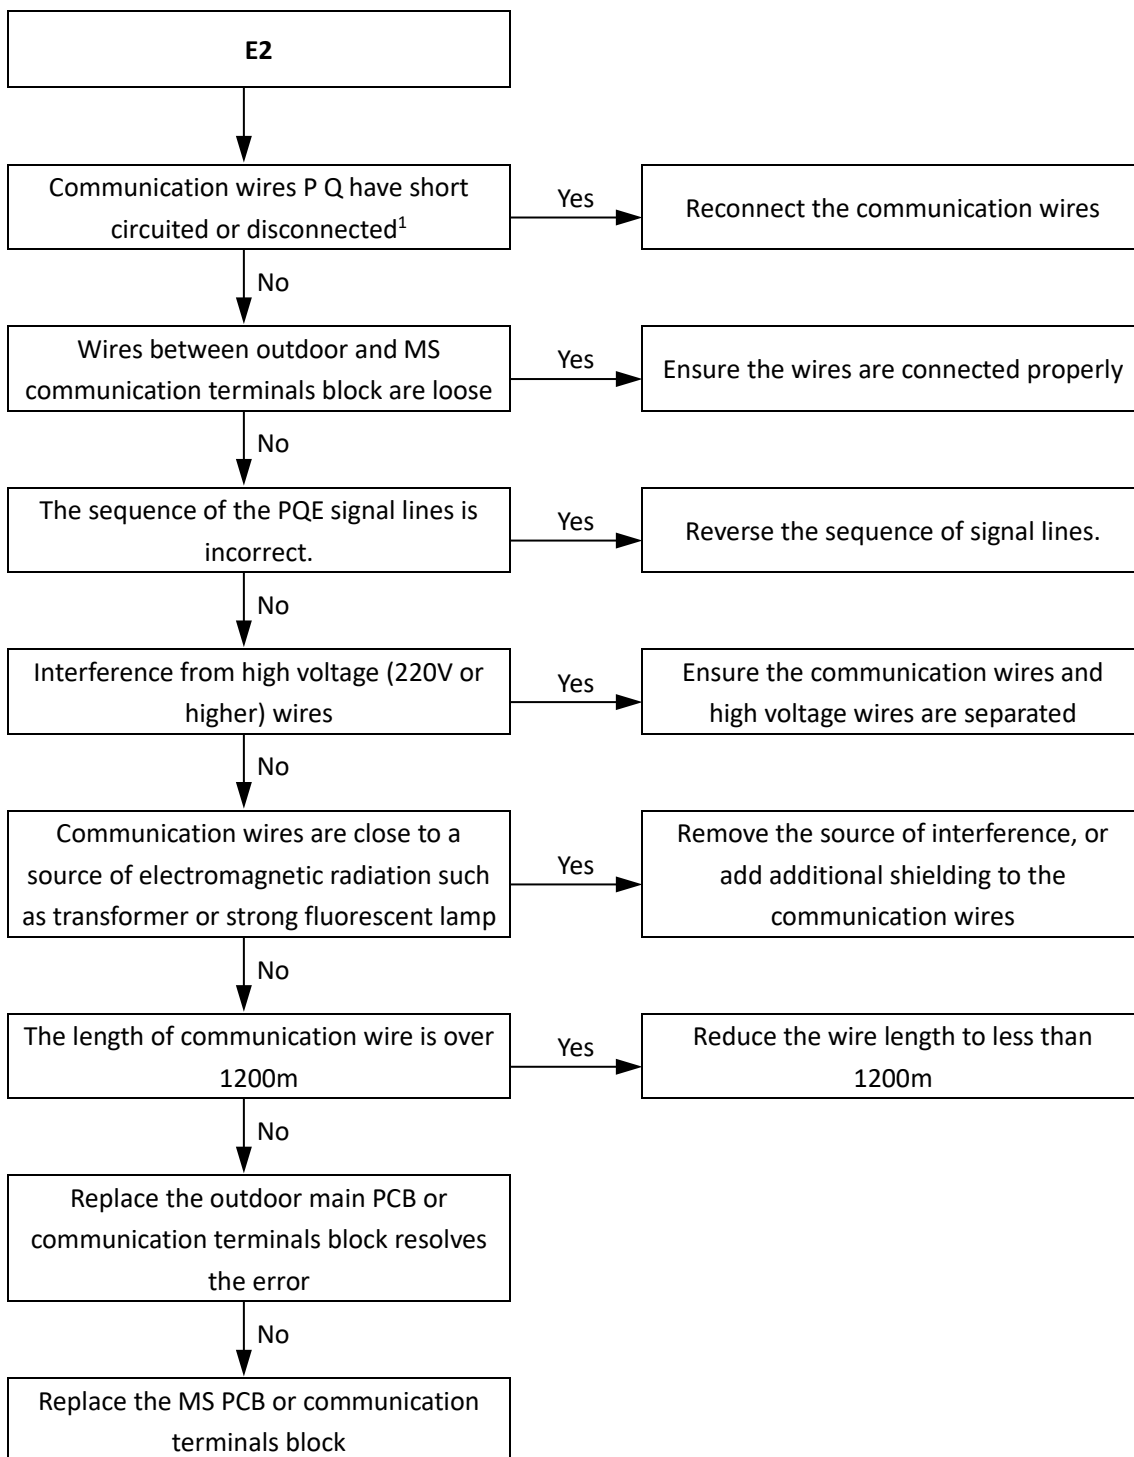 E2
Communication wires P Q have short
circuited or disconnected¹
Yes
Reconnect the communication wires
No
Wires between outdoor and MS
communication terminals block are loose
Yes
Ensure the wires are connected properly
No
The sequence of the PQE signal lines is
incorrect.
Yes
Reverse the sequence of signal lines.
No
Interference from high voltage (220V or
higher) wires
Yes
Ensure the communication wires and
high voltage wires are separated
No
Communication wires are close to a
source of electromagnetic radiation such
as transformer or strong fluorescent lamp
Yes
Remove the source of interference, or
add additional shielding to the
communication wires
No
The length of communication wire is over
1200m
Yes
Reduce the wire length to less than
1200m
No
Replace the outdoor main PCB or
communication terminals block resolves
the error
No
Replace the MS PCB or communication
terminals block